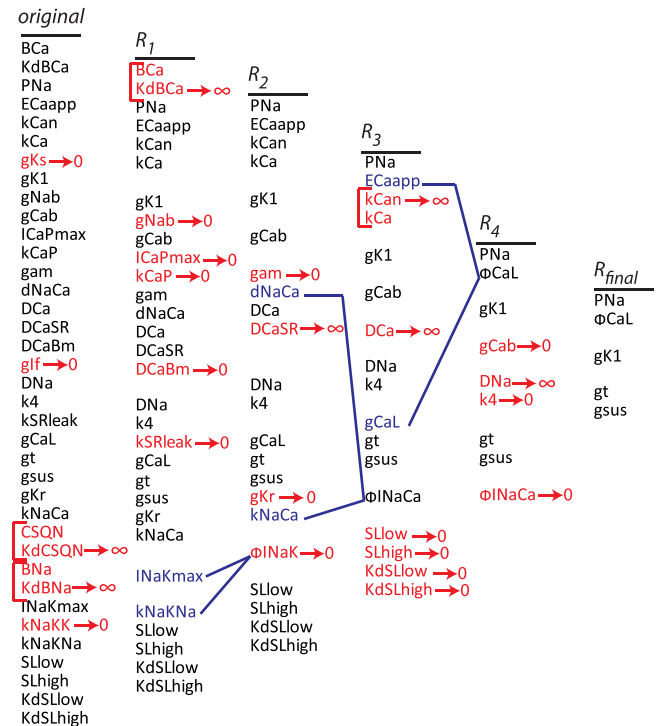 original
BCa
KdBCa
PNa
ECaapp
kCan
kCa
gKs → 0
gK1
gNab
gCab
ICaPmax
kCaP
gam
dNaCa
DCa
DCaSR
DCaBm
gIf → 0
DNa
k4
kSRleak
gCaL
gt
gsus
gKr
kNaCa
CSQN
KdCSQN → ∞
BNa
KdBNa → ∞
INaKmax
kNaKK → 0
kNaKNa
SLlow
SLhigh
KdSLlow
KdSLhigh
R1
BCa
KdBCa → ∞
PNa
ECaapp
kCan
kCa
gK1
gNab → 0
gCab
ICaPmax → 0
kCaP → 0
gam
dNaCa
DCa
DCaSR
DCaBm → 0
DNa
k4
kSRleak → 0
gCaL
gt
gsus
gKr
kNaCa
INaKmax
kNaKNa
SLlow
SLhigh
KdSLlow
KdSLhigh
R2
PNa
ECaapp
kCan
kCa
gK1
gCab
gam → 0
dNaCa
DCa
DCaSR → ∞
DNa
k4
gCaL
gt
gsus
gKr → 0
kNaCa
ΦINaK → 0
SLlow
SLhigh
KdSLlow
KdSLhigh
R3
PNa
ECaapp
kCan → ∞
kCa
gK1
gCab
DCa → ∞
DNa
k4
gCaL
gt
gsus
ΦINaCa
SLlow → 0
SLhigh → 0
KdSLlow → 0
KdSLhigh → 0
R4
PNa
ΦCaL
gK1
gCab → 0
DNa → ∞
k4 → 0
gt
gsus
ΦINaCa → 0
Rfinal
PNa
ΦCaL
gK1
gt
gsus